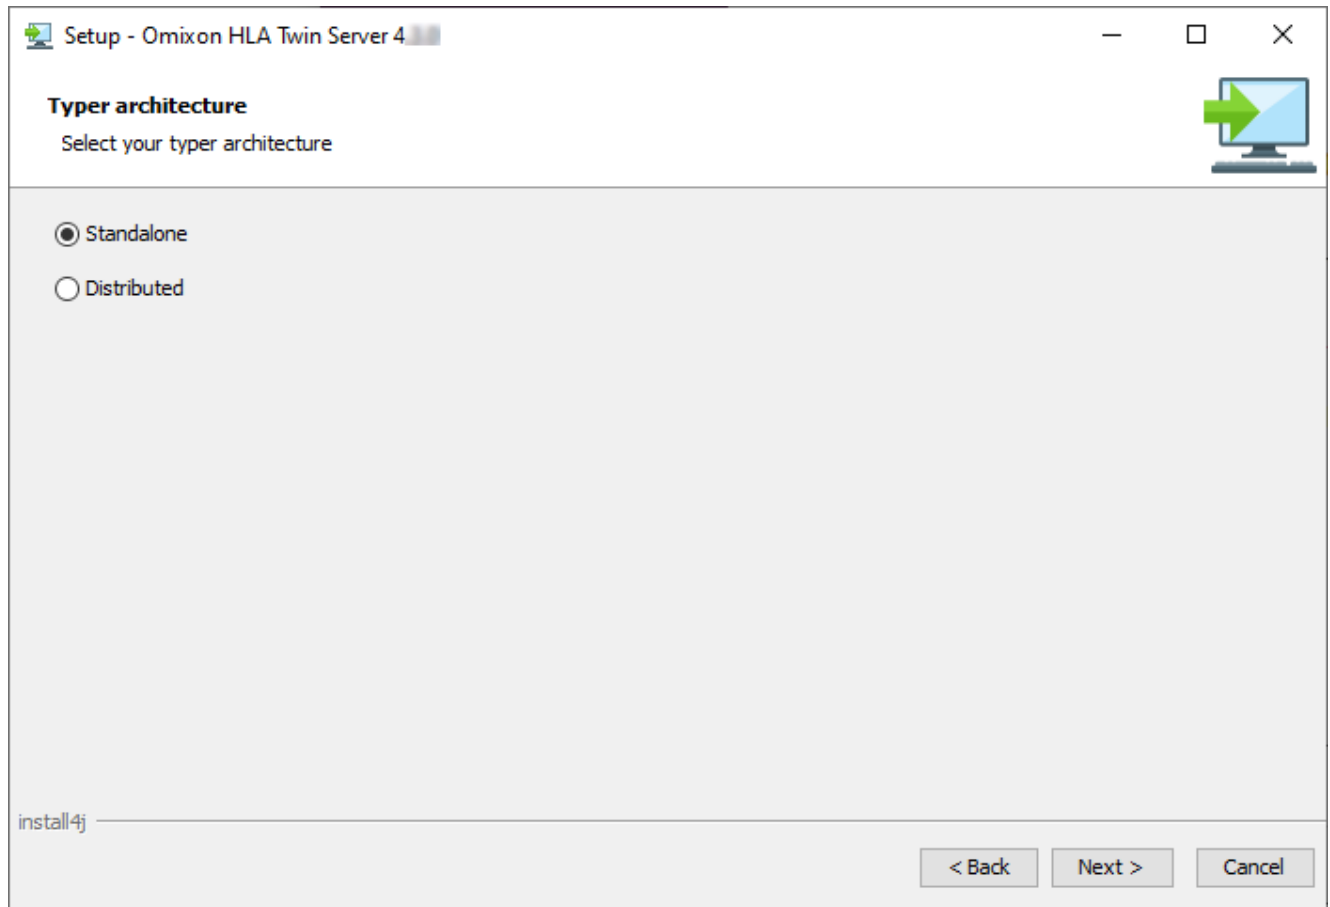 Setup - Omixon HLA Twin Server 4
Typer architecture
Select your typer architecture
Standalone
Distributed
install4j
< Back
Next >
Cancel